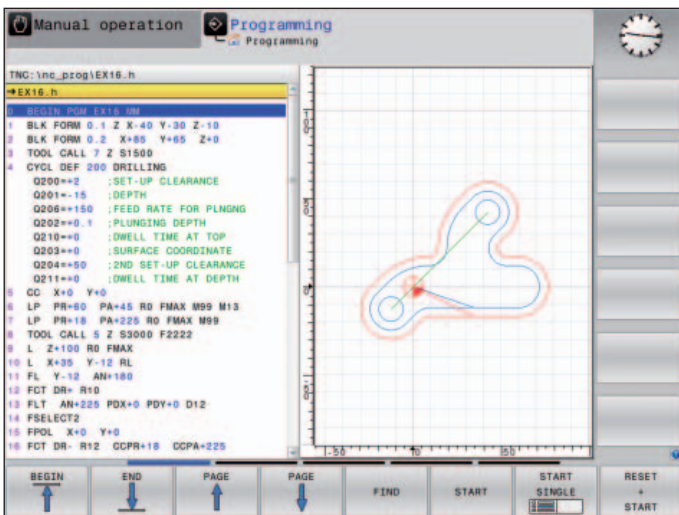 Manual operation
Programming
Programming
TNC:\nc_prog\EX16.h
→EX16.h
0 BEGIN PGM EX16 MM
1 BLK FORM 0.1 Z X-40 Y-30 Z-10
2 BLK FORM 0.2 X+85 Y+65 Z+0
3 TOOL CALL 7 Z S1500
4 CYCL DEF 200 DRILLING
Q200=+2 ;SET-UP CLEARANCE
Q201=-15 ;DEPTH
Q206=+150 ;FEED RATE FOR PLNGNG
Q202=+0.1 ;PLUNGING DEPTH
Q210=+0 ;DWELL TIME AT TOP
Q203=+0 ;SURFACE COORDINATE
Q204=+50 ;2ND SET-UP CLEARANCE
Q211=+0 ;DWELL TIME AT DEPTH
5 CC X+0 Y+0
6 LP PR+60 PA+45 R0 FMAX M99 M13
7 LP PR+18 PA+225 R0 FMAX M99
8 TOOL CALL 5 Z S3000 F2222
9 L Z+100 R0 FMAX
10 L X+35 Y-12 RL
11 FL Y-12 AN+180
12 FCT DR+ R10
13 FLT AN+225 PDX+0 PDY+0 D12
14 FSELECT2
15 FPOL X+0 Y+0
16 FCT DR- R12 CCPR+18 CCPA+225
-50
BEGIN
END
PAGE
PAGE
FIND
START
START
SINGLE
RESET
+
START